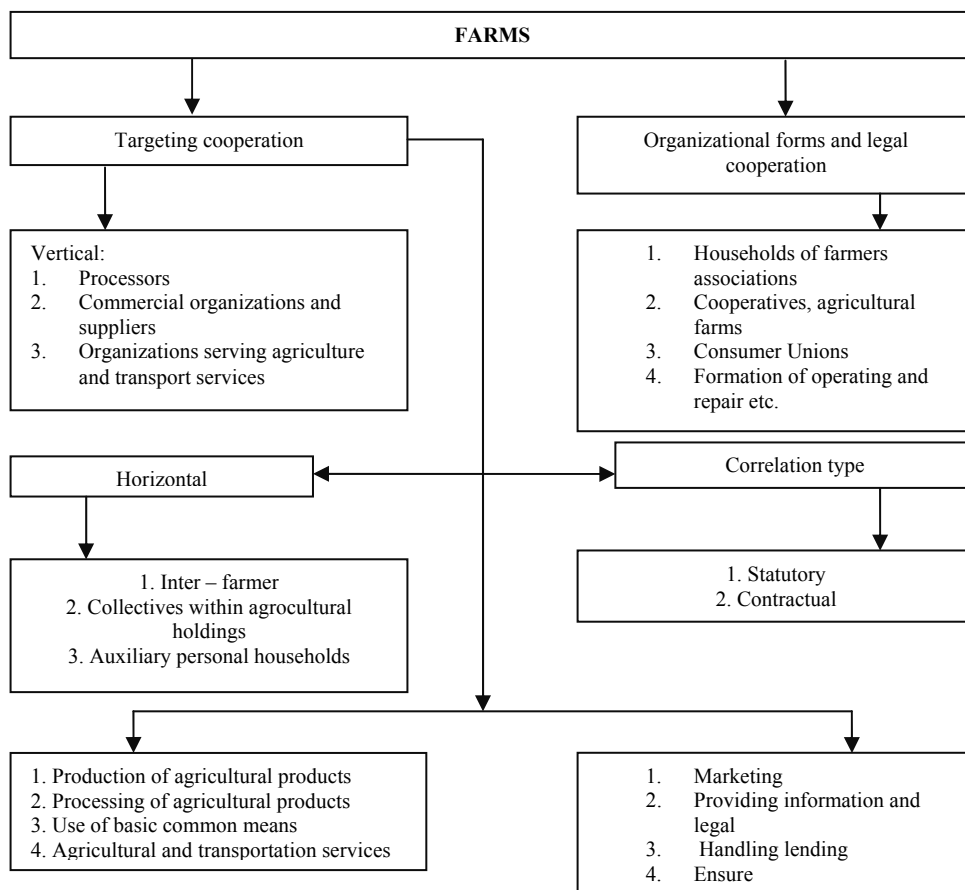 FARMS
Targeting cooperation
Organizational forms and legal
cooperation
Vertical:
1. Processors
2. Commercial organizations and
suppliers
3. Organizations serving agriculture
and transport services
1. Households of farmers
associations
2. Cooperatives, agricultural
farms
3. Consumer Unions
4. Formation of operating and
repair etc.
Horizontal
Correlation type
1. Inter – farmer
2. Collectives within agrocultural
holdings
3. Auxiliary personal households
1. Statutory
2. Contractual
1. Production of agricultural products
2. Processing of agricultural products
3. Use of basic common means
4. Agricultural and transportation services
1. Marketing
2. Providing information and
legal
3. Handling lending
4. Ensure